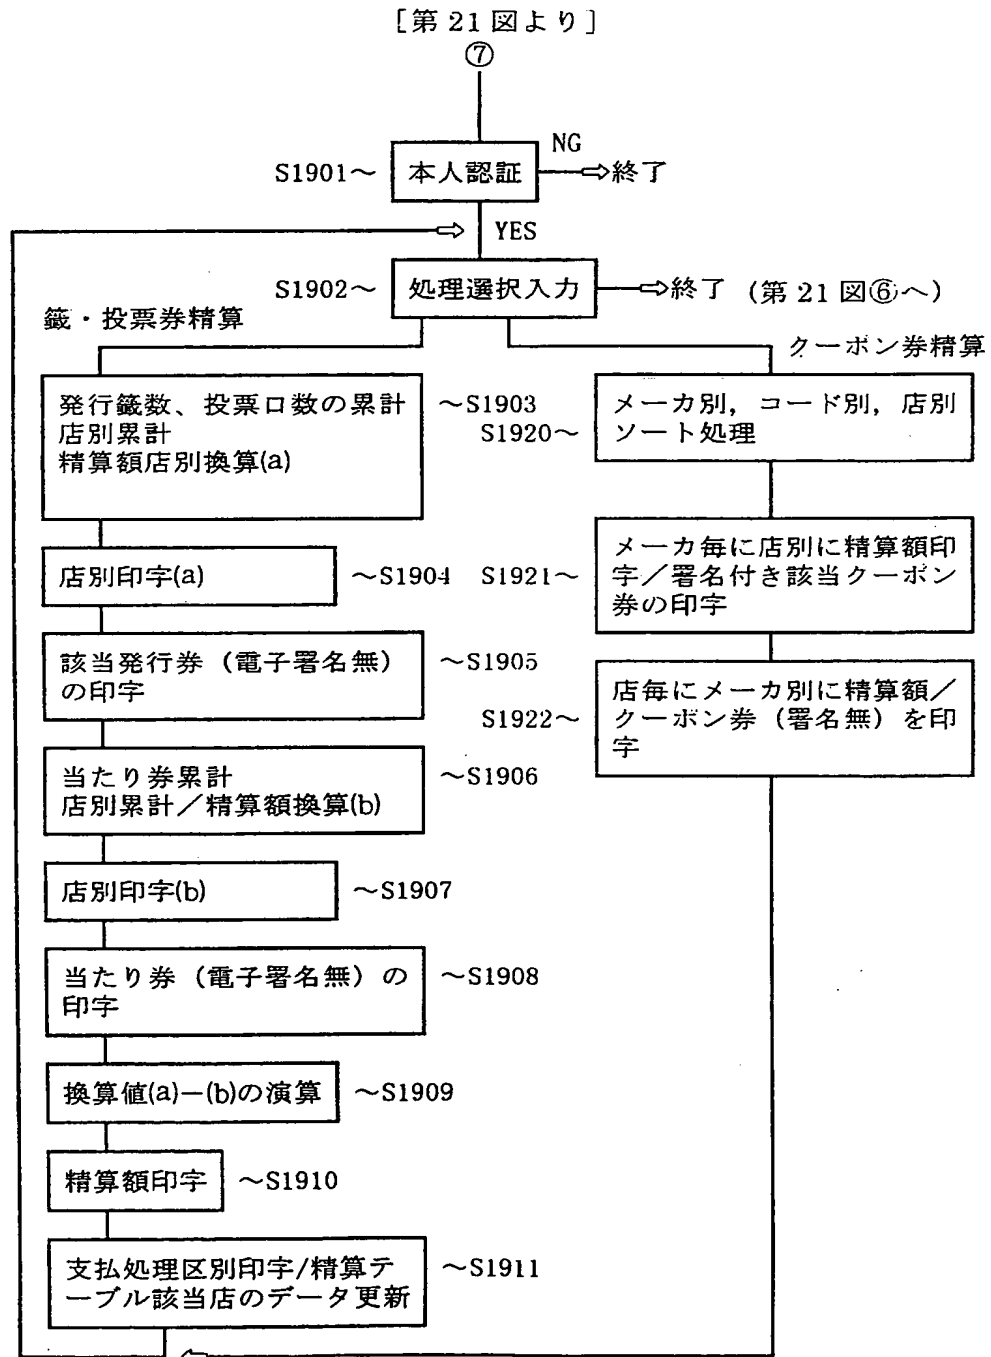 [第21図より]
⑦
NG
S1901～ 本人認証 ⇨終了
YES
S1902～ 処理選択入力 ⇨終了 (第21図⑥へ)
籤・投票券精算
クーポン券精算
発行籤数、投票口数の累計
店別累計
精算額店別換算(a)
～S1903
店別印字(a) ～S1904
該当発行券（電子署名無）
の印字
～S1905
当たり券累計
店別累計／精算額換算(b)
～S1906
店別印字(b) ～S1907
当たり券（電子署名無）の
印字
～S1908
換算値(a)－(b)の演算 ～S1909
精算額印字 ～S1910
支払処理区別印字/精算テ
ーブル該当店のデータ更新
～S1911
S1920～
メーカ別，コード別，店別
ソート処理
S1921～
メーカ毎に店別に精算額印
字／署名付き該当クーポン
券の印字
S1922～
店毎にメーカ別に精算額／
クーポン券（署名無）を印
字